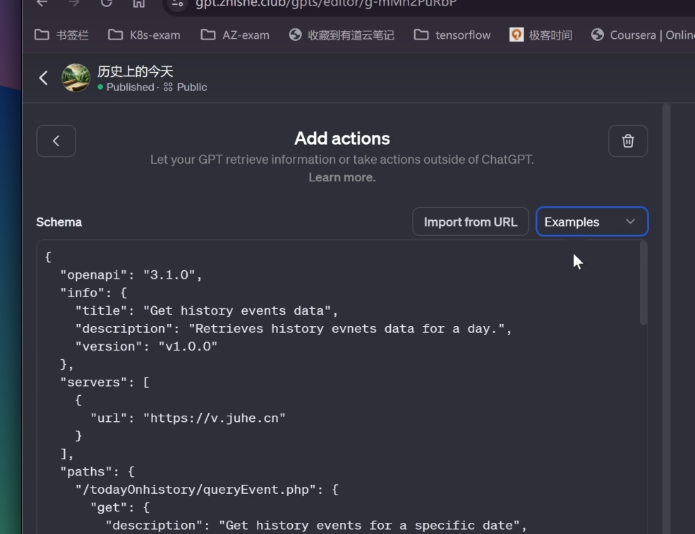 gpt.zhishe.club/gpts/editor/g-mMn2PuRbP
书签栏 K8s-exam AZ-exam 收藏到有道云笔记 tensorflow 极客时间 Coursera | Onlin
历史上的今天
Published · Public
Add actions
Let your GPT retrieve information or take actions outside of ChatGPT.
Learn more.
Schema Import from URL Examples
{
"openapi": "3.1.0",
"info": {
"title": "Get history events data",
"description": "Retrieves history evnets data for a day.",
"version": "v1.0.0"
},
"servers": [
{
"url": "https://v.juhe.cn"
}
],
"paths": {
"/todayOnhistory/queryEvent.php": {
"get": {
"description": "Get history events for a specific date",